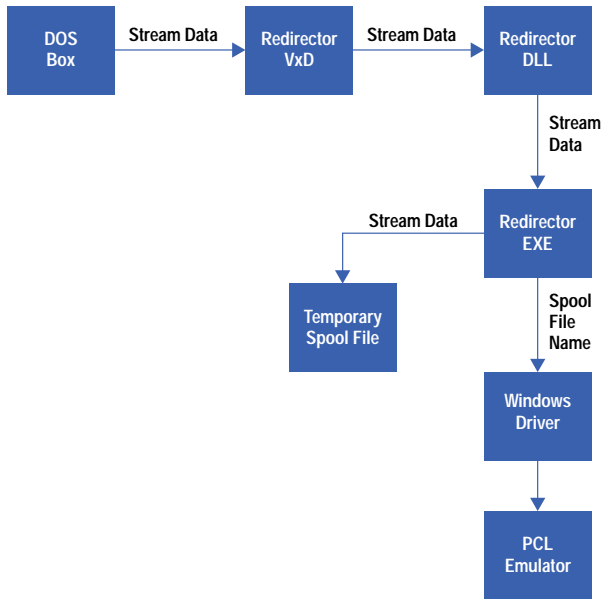 DOS
Box
Stream Data
Redirector
VxD
Stream Data
Redirector
DLL
Stream
Data
Redirector
EXE
Stream Data
Temporary
Spool File
Spool
File
Name
Windows
Driver
PCL
Emulator